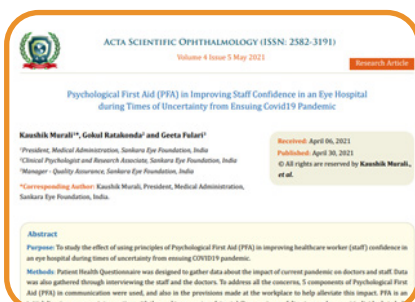 ACTA SCIENTIFIC OPHTHALMOLOGY (ISSN: 2582-3191)
Volume 4 Issue 5 May 2021
Research Article
Psychological First Aid (PFA) in Improving Staff Confidence in an Eye Hospital
during Times of Uncertainty from Ensuing Covid19 Pandemic
Kaushik Murali¹*, Gokul Ratakonda² and Geeta Fulari³
¹President, Medical Administration, Sankara Eye Foundation, India
²Clinical Psychologist and Research Associate, Sankara Eye Foundation, India
³Manager - Quality Assurance, Sankara Eye Foundation, India
*Corresponding Author: Kaushik Murali, President, Medical Administration,
Sankara Eye Foundation, India.
Received: April 06, 2021
Published: April 30, 2021
© All rights are reserved by Kaushik Murali.,
et al.
Abstract
Purpose: To study the effect of using principles of Psychological First Aid (PFA) in improving healthcare worker (staff) confidence in
an eye hospital during times of uncertainty from ensuing COVID19 pandemic.
Methods: Patient Health Questionnaire was designed to gather data about the impact of current pandemic on doctors and staff. Data
was also gathered through interviewing the staff and the doctors. To address all the concerns, 5 components of Psychological First
Aid (PFA) in communication were used, and also in the provisions made at the workplace to help alleviate this impact. PFA is an